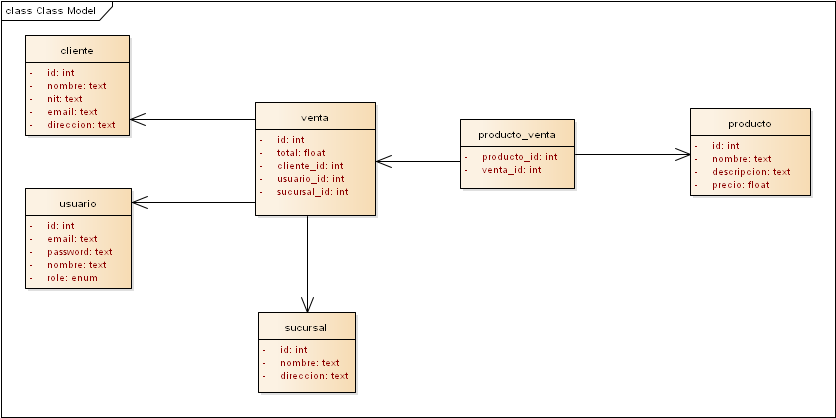 class Class Model
cliente
- id: int
- nombre: text
- nit: text
- email: text
- direccion: text
venta
- id: int
- total: float
- cliente_id: int
- usuario_id: int
- sucursal_id: int
producto_venta
- producto_id: int
- venta_id: int
producto
- id: int
- nombre: text
- descripcion: text
- precio: float
usuario
- id: int
- email: text
- password: text
- nombre: text
- role: enum
sucursal
- id: int
- nombre: text
- direccion: text